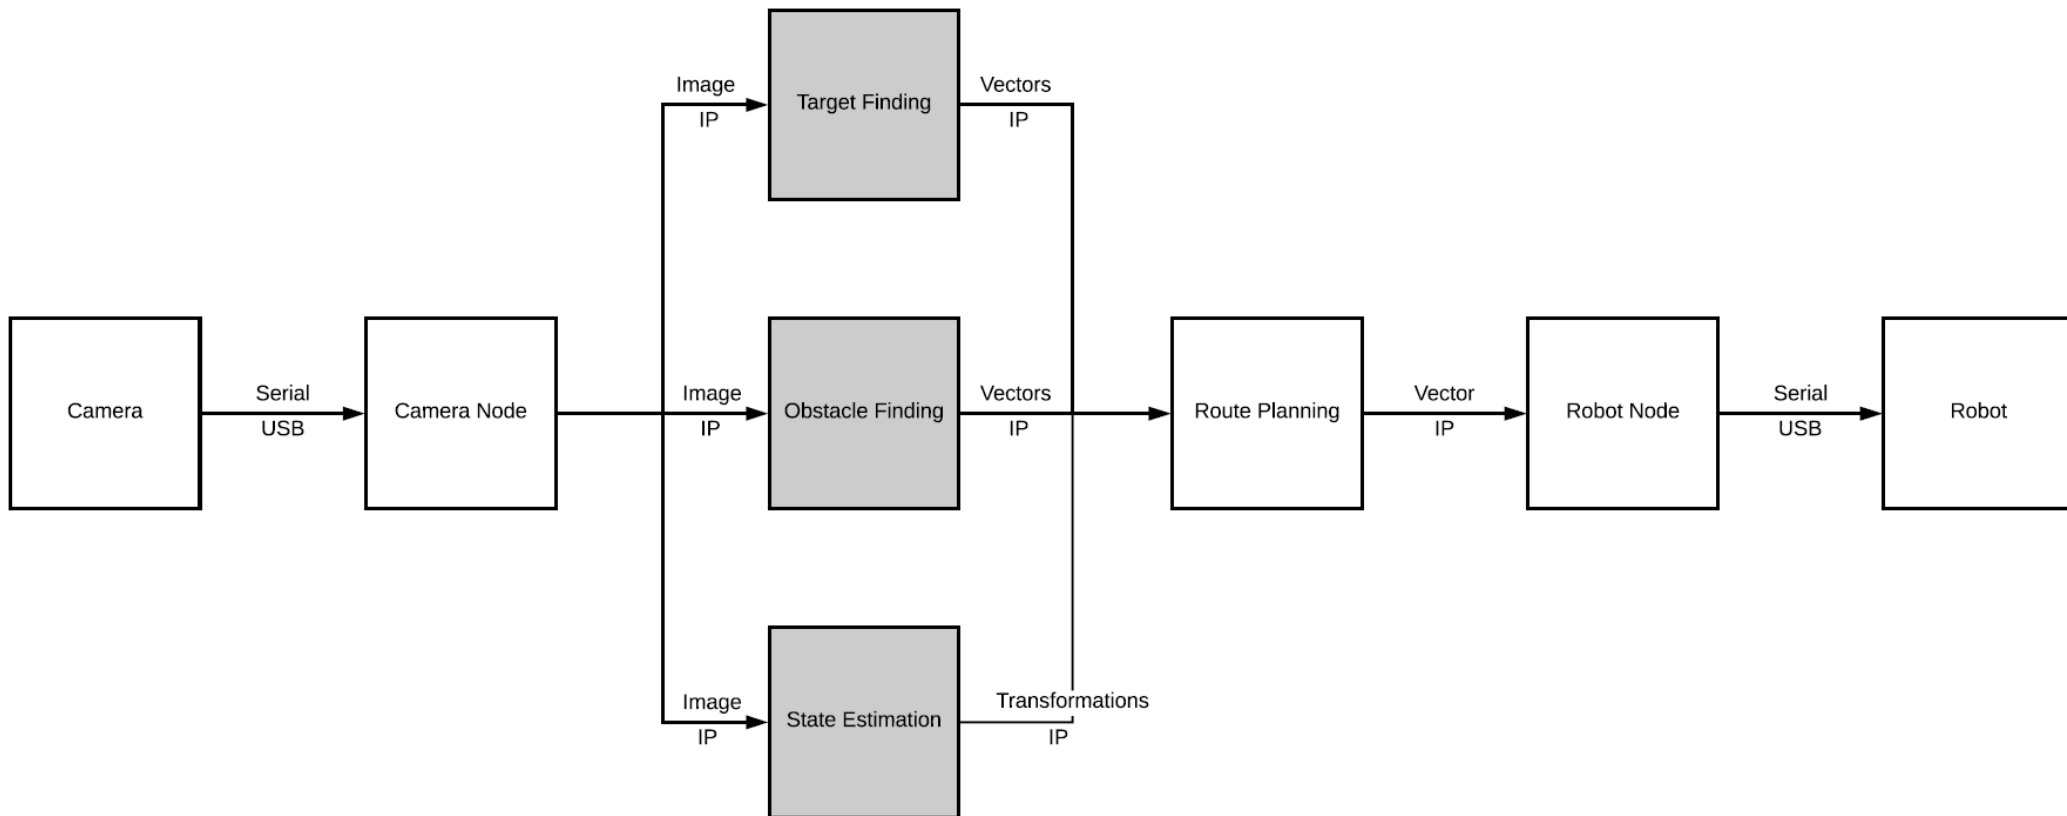 Image
IP
Target Finding
Vectors
IP
Camera
Serial
USB
Camera Node
Image
IP
Obstacle Finding
Vectors
IP
Route Planning
Vector
IP
Robot Node
Serial
USB
Robot
Image
IP
State Estimation
Transformations
IP